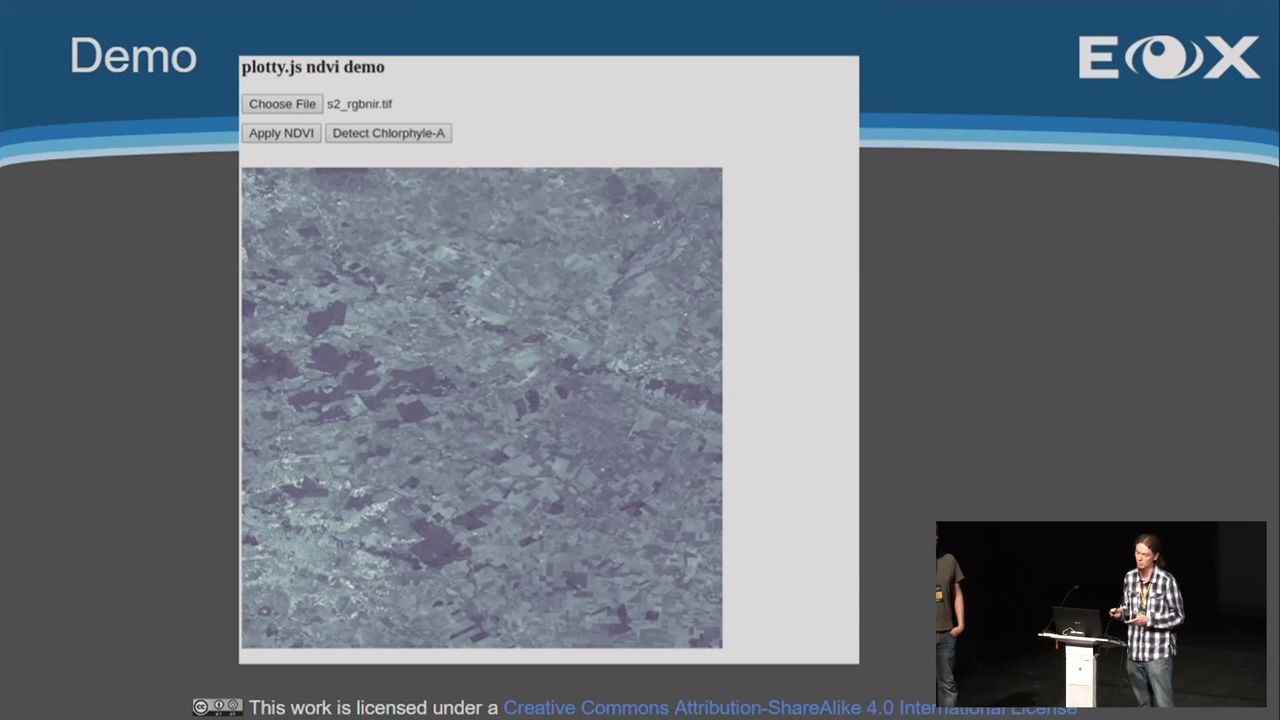 Demo
EOX
plotty.js ndvi demo
Choose File s2_rgbnir.tif
Apply NDVI Detect Chlorphyle-A
This work is licensed under a Creative Commons Attribution-ShareAlike 4.0 International License